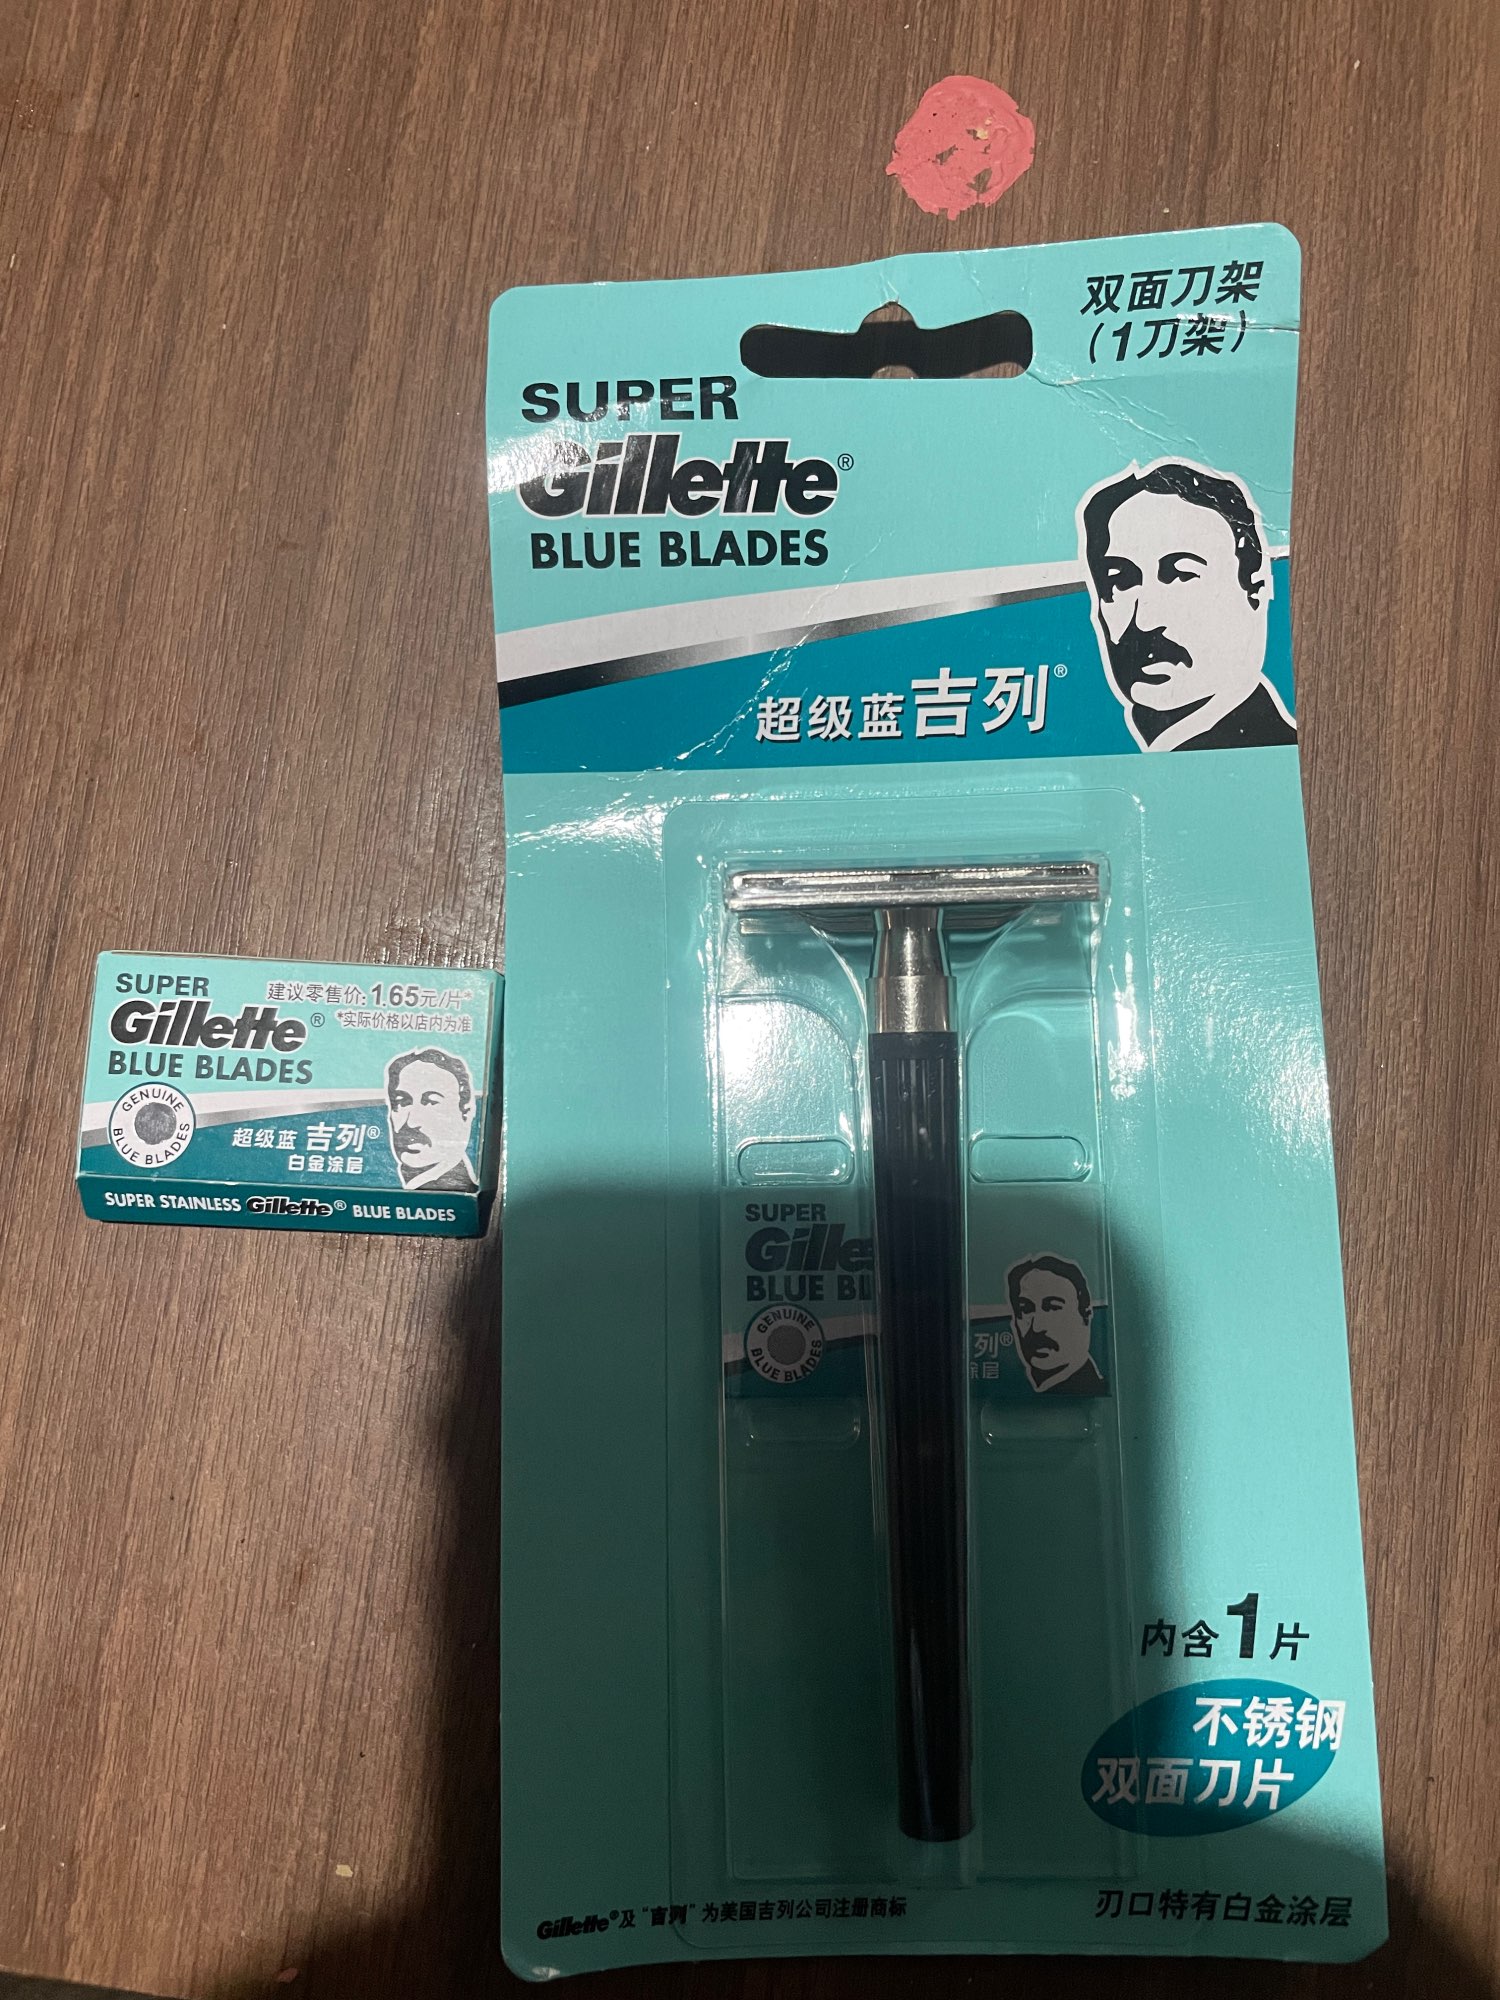 双面刀架
(1刀架)
SUPER
Gillette®
BLUE BLADES
超级蓝吉列®
SUPER
Gillette®
BLUE BLADES
建议零售价:1.65元/片*
*实际价格以店内为准
GENUINE
BLUE BLADES
超级蓝 吉列®
白金涂层
SUPER STAINLESS Gillette® BLUE BLADES
SUPER
Gille
BLUE BL
GENUINE
BLUE BLADES
列®
涂层
内含1片
不锈钢
双面刀片
Gillette®及“吉列”为美国吉列公司注册商标
刃口特有白金涂层